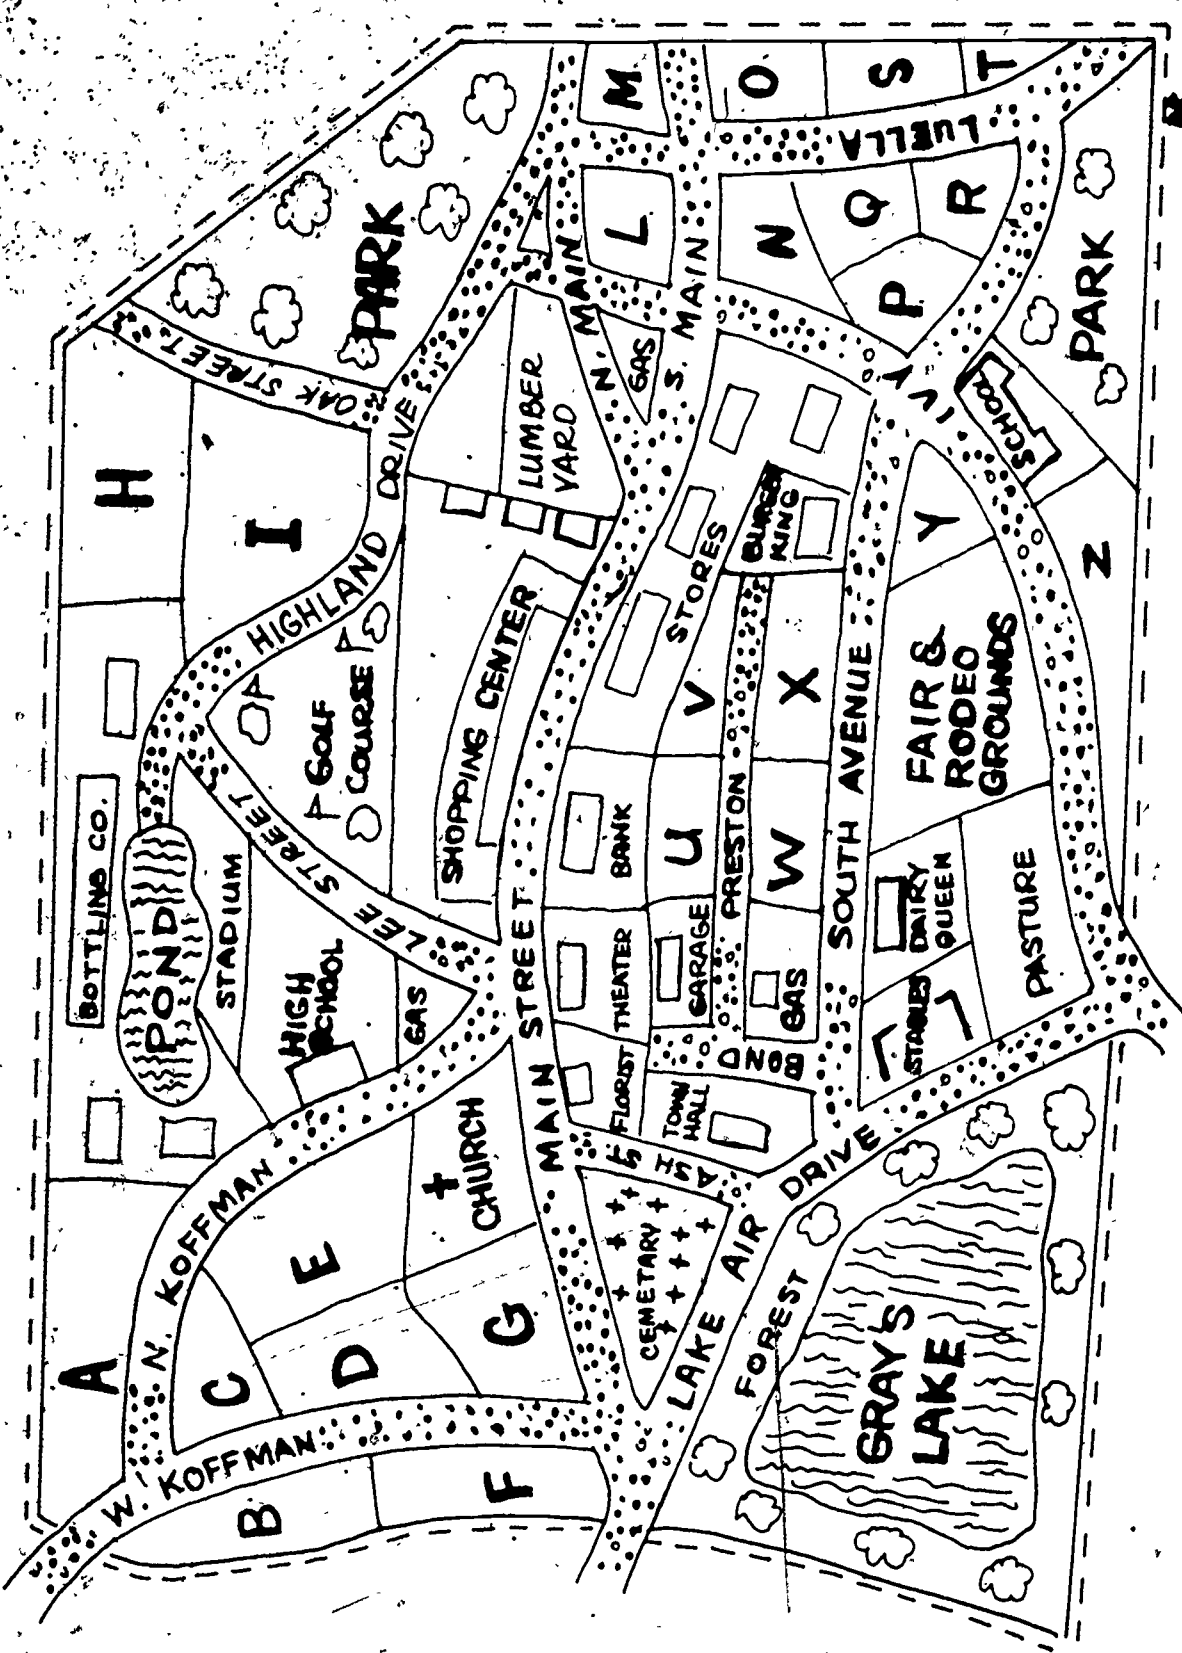 A
N. KOFFMAN
W. KOFFMAN
B
C
D
E
F
G
CHURCH
BOTTLING CO.
POND
STADIUM
HIGH
SCHOOL
GAS
LEE STREET
GOLF
COURSE
HIGHLAND DRIVE
H
I
OAK STREET
PARK
SHOPPING CENTER
LUMBER
YARD
MAIN STREET
N. MAIN
S. MAIN
GAS
L
M
N
O
P
Q
R
S
T
LUELLA
IVY
PARK
SCHOOL
STORES
BURGER
KING
BANK
THEATER
FLORIST
GARAGE
TOWN
HALL
BOND
ASH ST.
CEMETARY
U
V
PRESTON
W
X
GAS
SOUTH AVENUE
Y
Z
FAIR &
RODEO
GROUNDS
DAIRY
QUEEN
STABLES
PASTURE
LAKE AIR DRIVE
FOREST
GRAY'S
LAKE